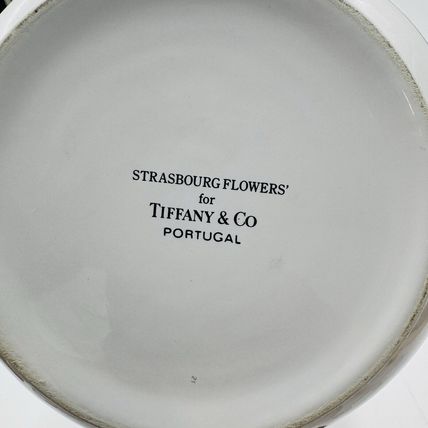 STRASBOURG FLOWERS'
for
TIFFANY & CO
PORTUGAL